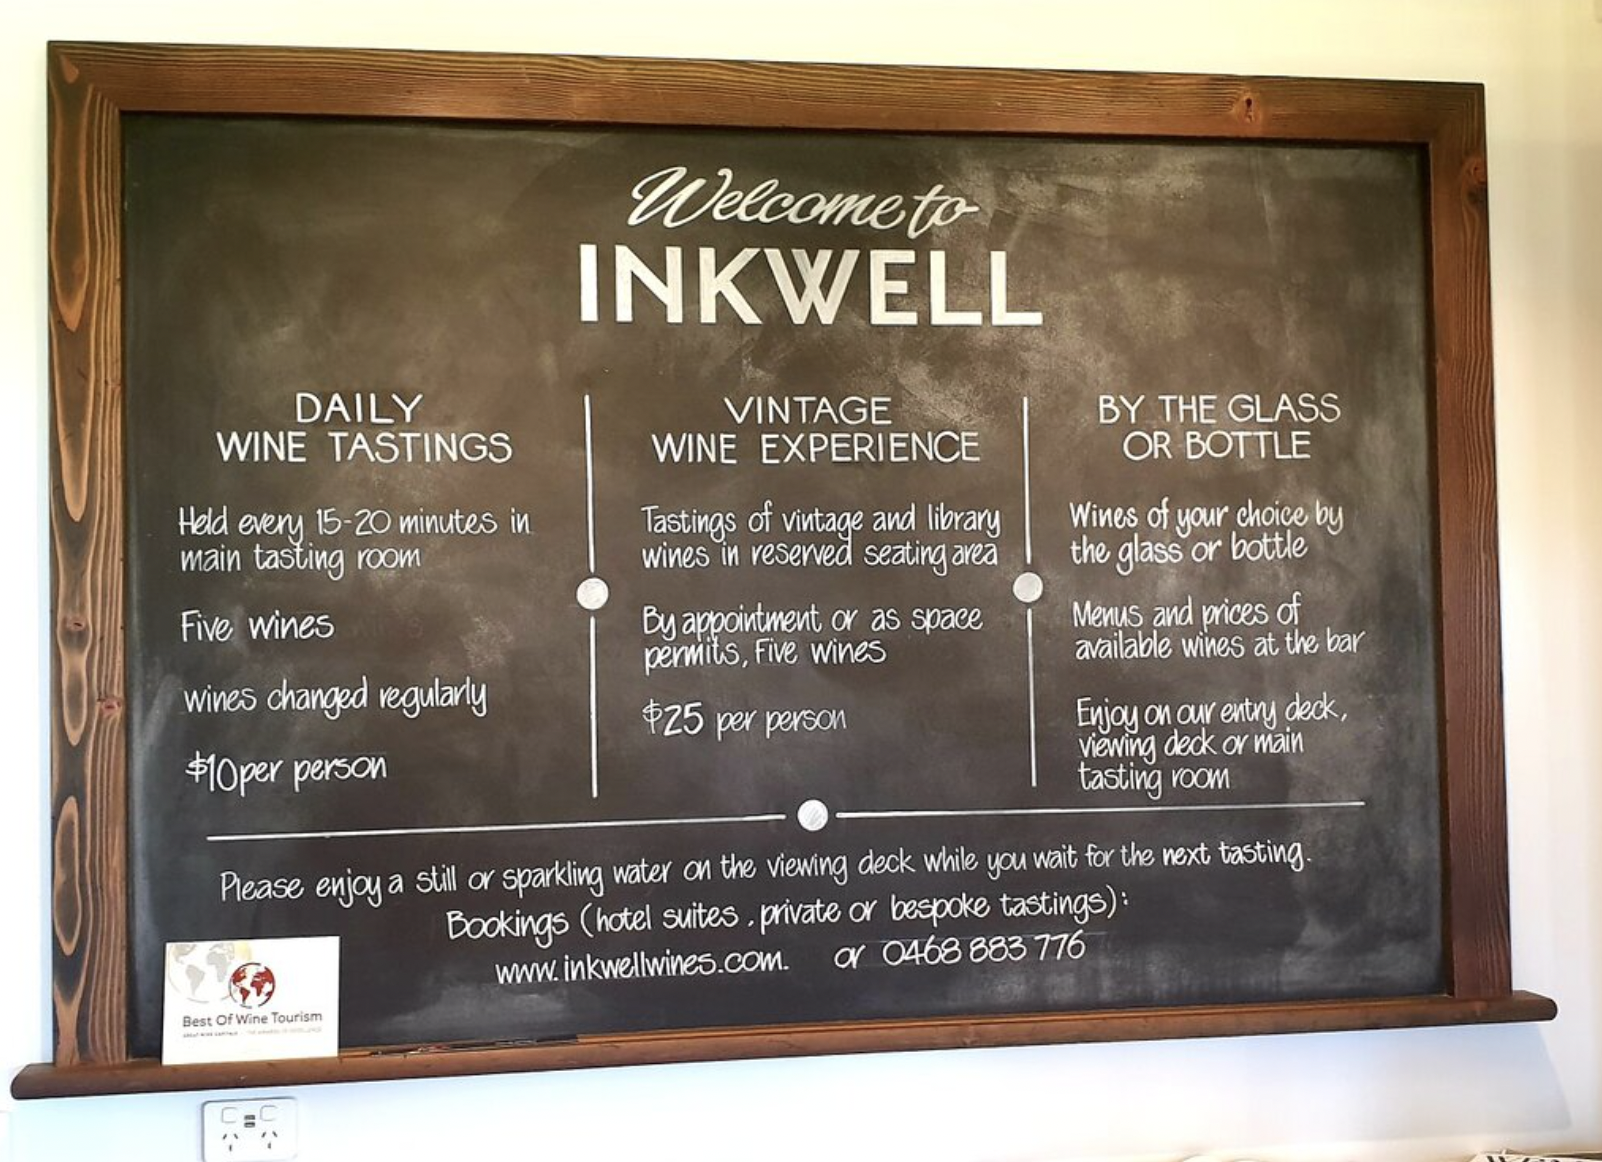 Welcome to
INKWELL
DAILY
WINE TASTINGS
Held every 15-20 minutes in
main tasting room
Five wines
wines changed regularly
$10 per person
VINTAGE
WINE EXPERIENCE
Tastings of vintage and library
wines in reserved seating area
By appointment or as space
permits, Five wines
$25 per person
BY THE GLASS
OR BOTTLE
Wines of your choice by
the glass or bottle
Menus and prices of
available wines at the bar
Enjoy on our entry deck,
viewing deck or main
tasting room
Please enjoy a still or sparkling water on the viewing deck while you wait for the next tasting.
Bookings (hotel suites, private or bespoke tastings):
www.inkwellwines.com. or 0468 883 776
Best Of Wine Tourism